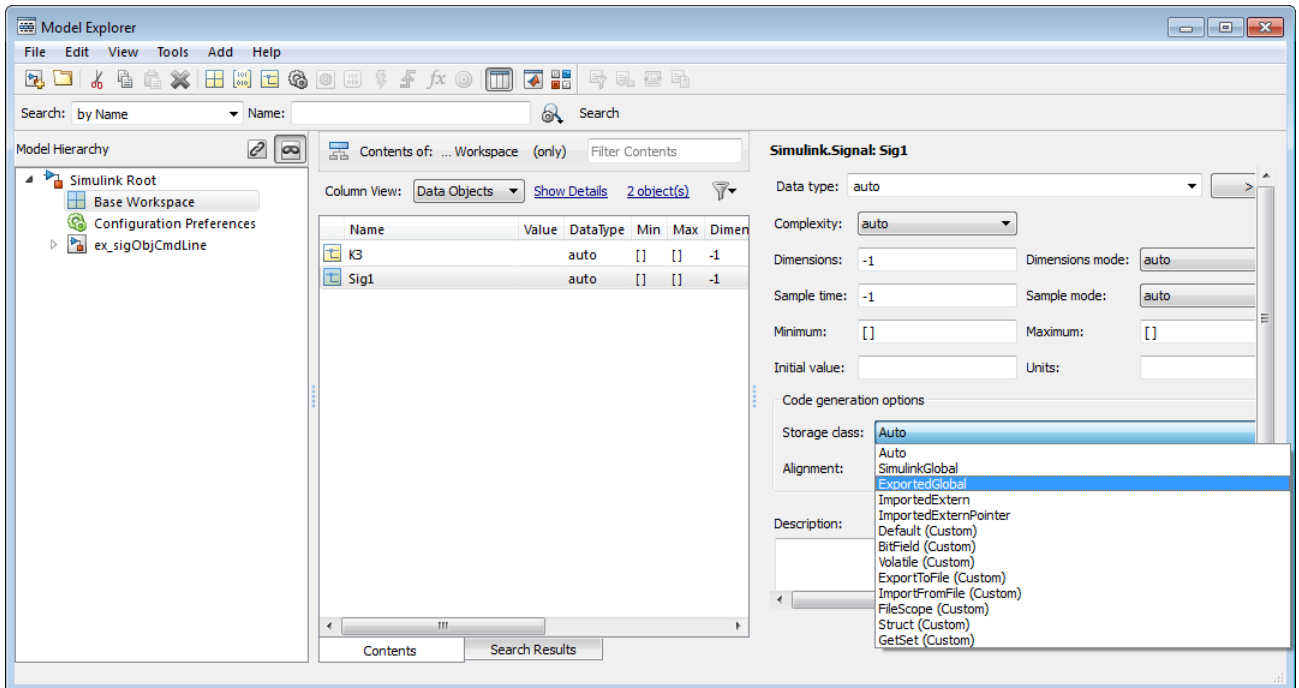 Model Explorer
File Edit View Tools Add Help
fx
Search: by Name Name: Search
Model Hierarchy
Simulink Root
Base Workspace
Configuration Preferences
ex_sigObjCmdLine
Contents of: ... Workspace (only) Filter Contents
Column View: Data Objects Show Details 2 object(s)
Name Value DataType Min Max Dimen
K3 auto [] [] -1
Sig1 auto [] [] -1
Contents Search Results
Simulink.Signal: Sig1
Data type: auto >
Complexity: auto
Dimensions: -1 Dimensions mode: auto
Sample time: -1 Sample mode: auto
Minimum: [] Maximum: []
Initial value: Units:
Code generation options
Storage class: Auto
Alignment:
Description:
Auto
SimulinkGlobal
ExportedGlobal
ImportedExtern
ImportedExternPointer
Default (Custom)
BitField (Custom)
Volatile (Custom)
ExportToFile (Custom)
ImportFromFile (Custom)
FileScope (Custom)
Struct (Custom)
GetSet (Custom)